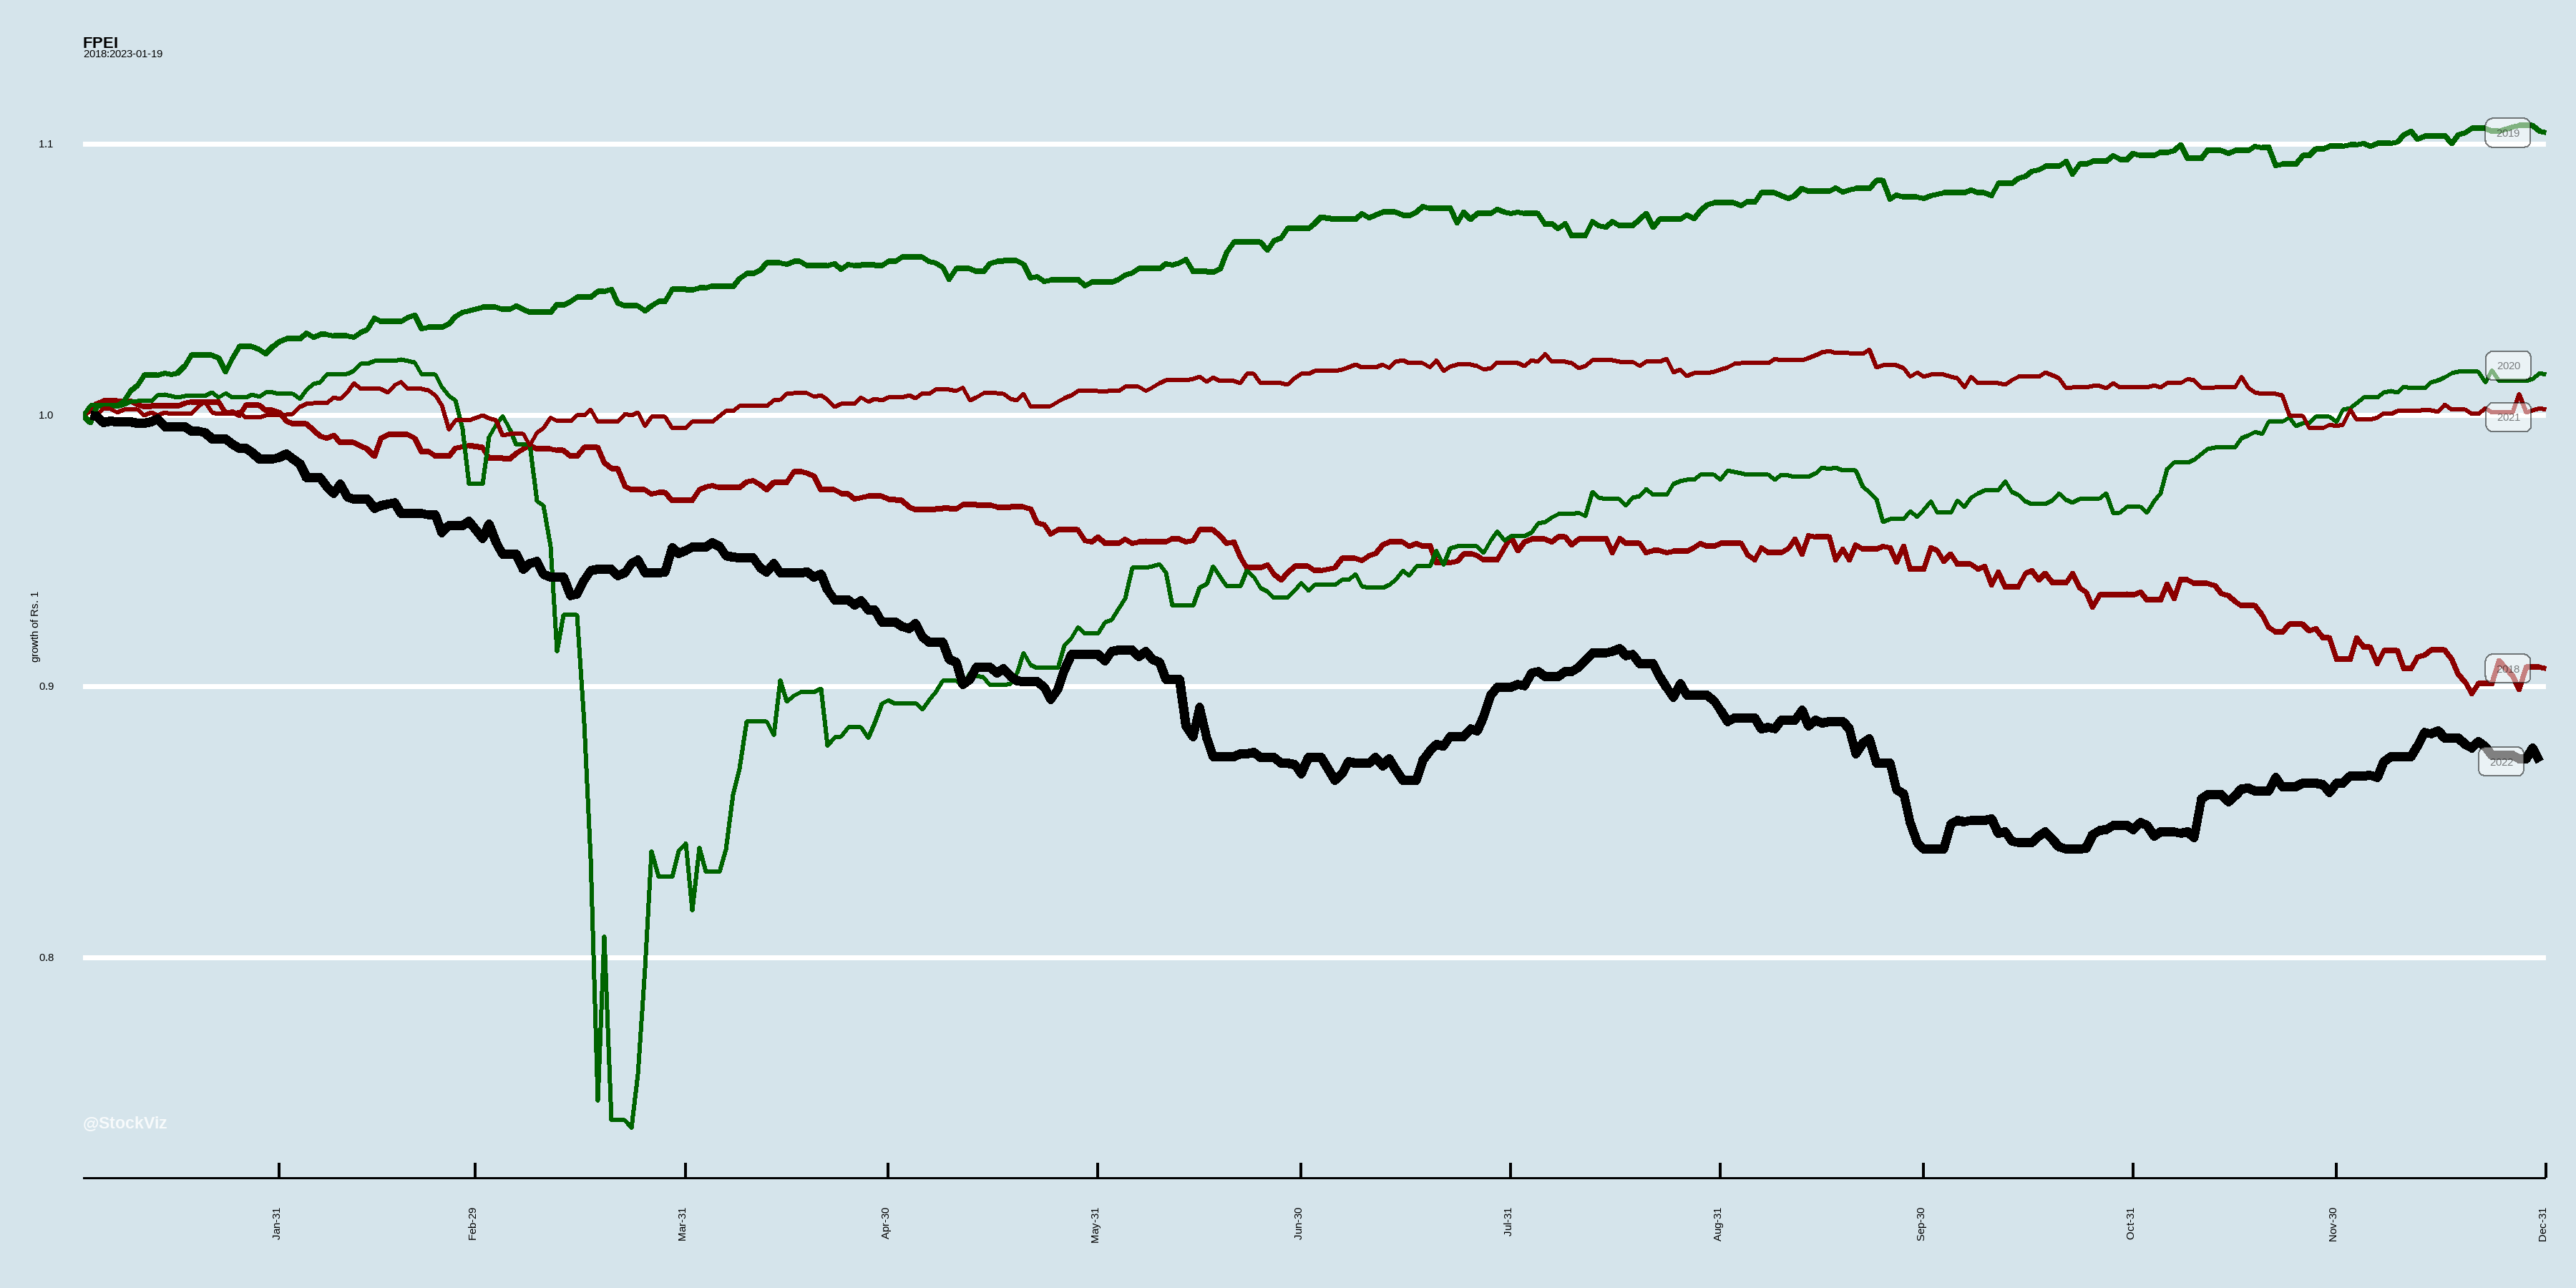 FPEI
2018:2023-01-19
1.1
1.0
0.9
0.8
growth of Rs. 1
2019
2020
2021
2018
2022
@StockViz
Jan-31
Feb-29
Mar-31
Apr-30
May-31
Jun-30
Jul-31
Aug-31
Sep-30
Oct-31
Nov-30
Dec-31